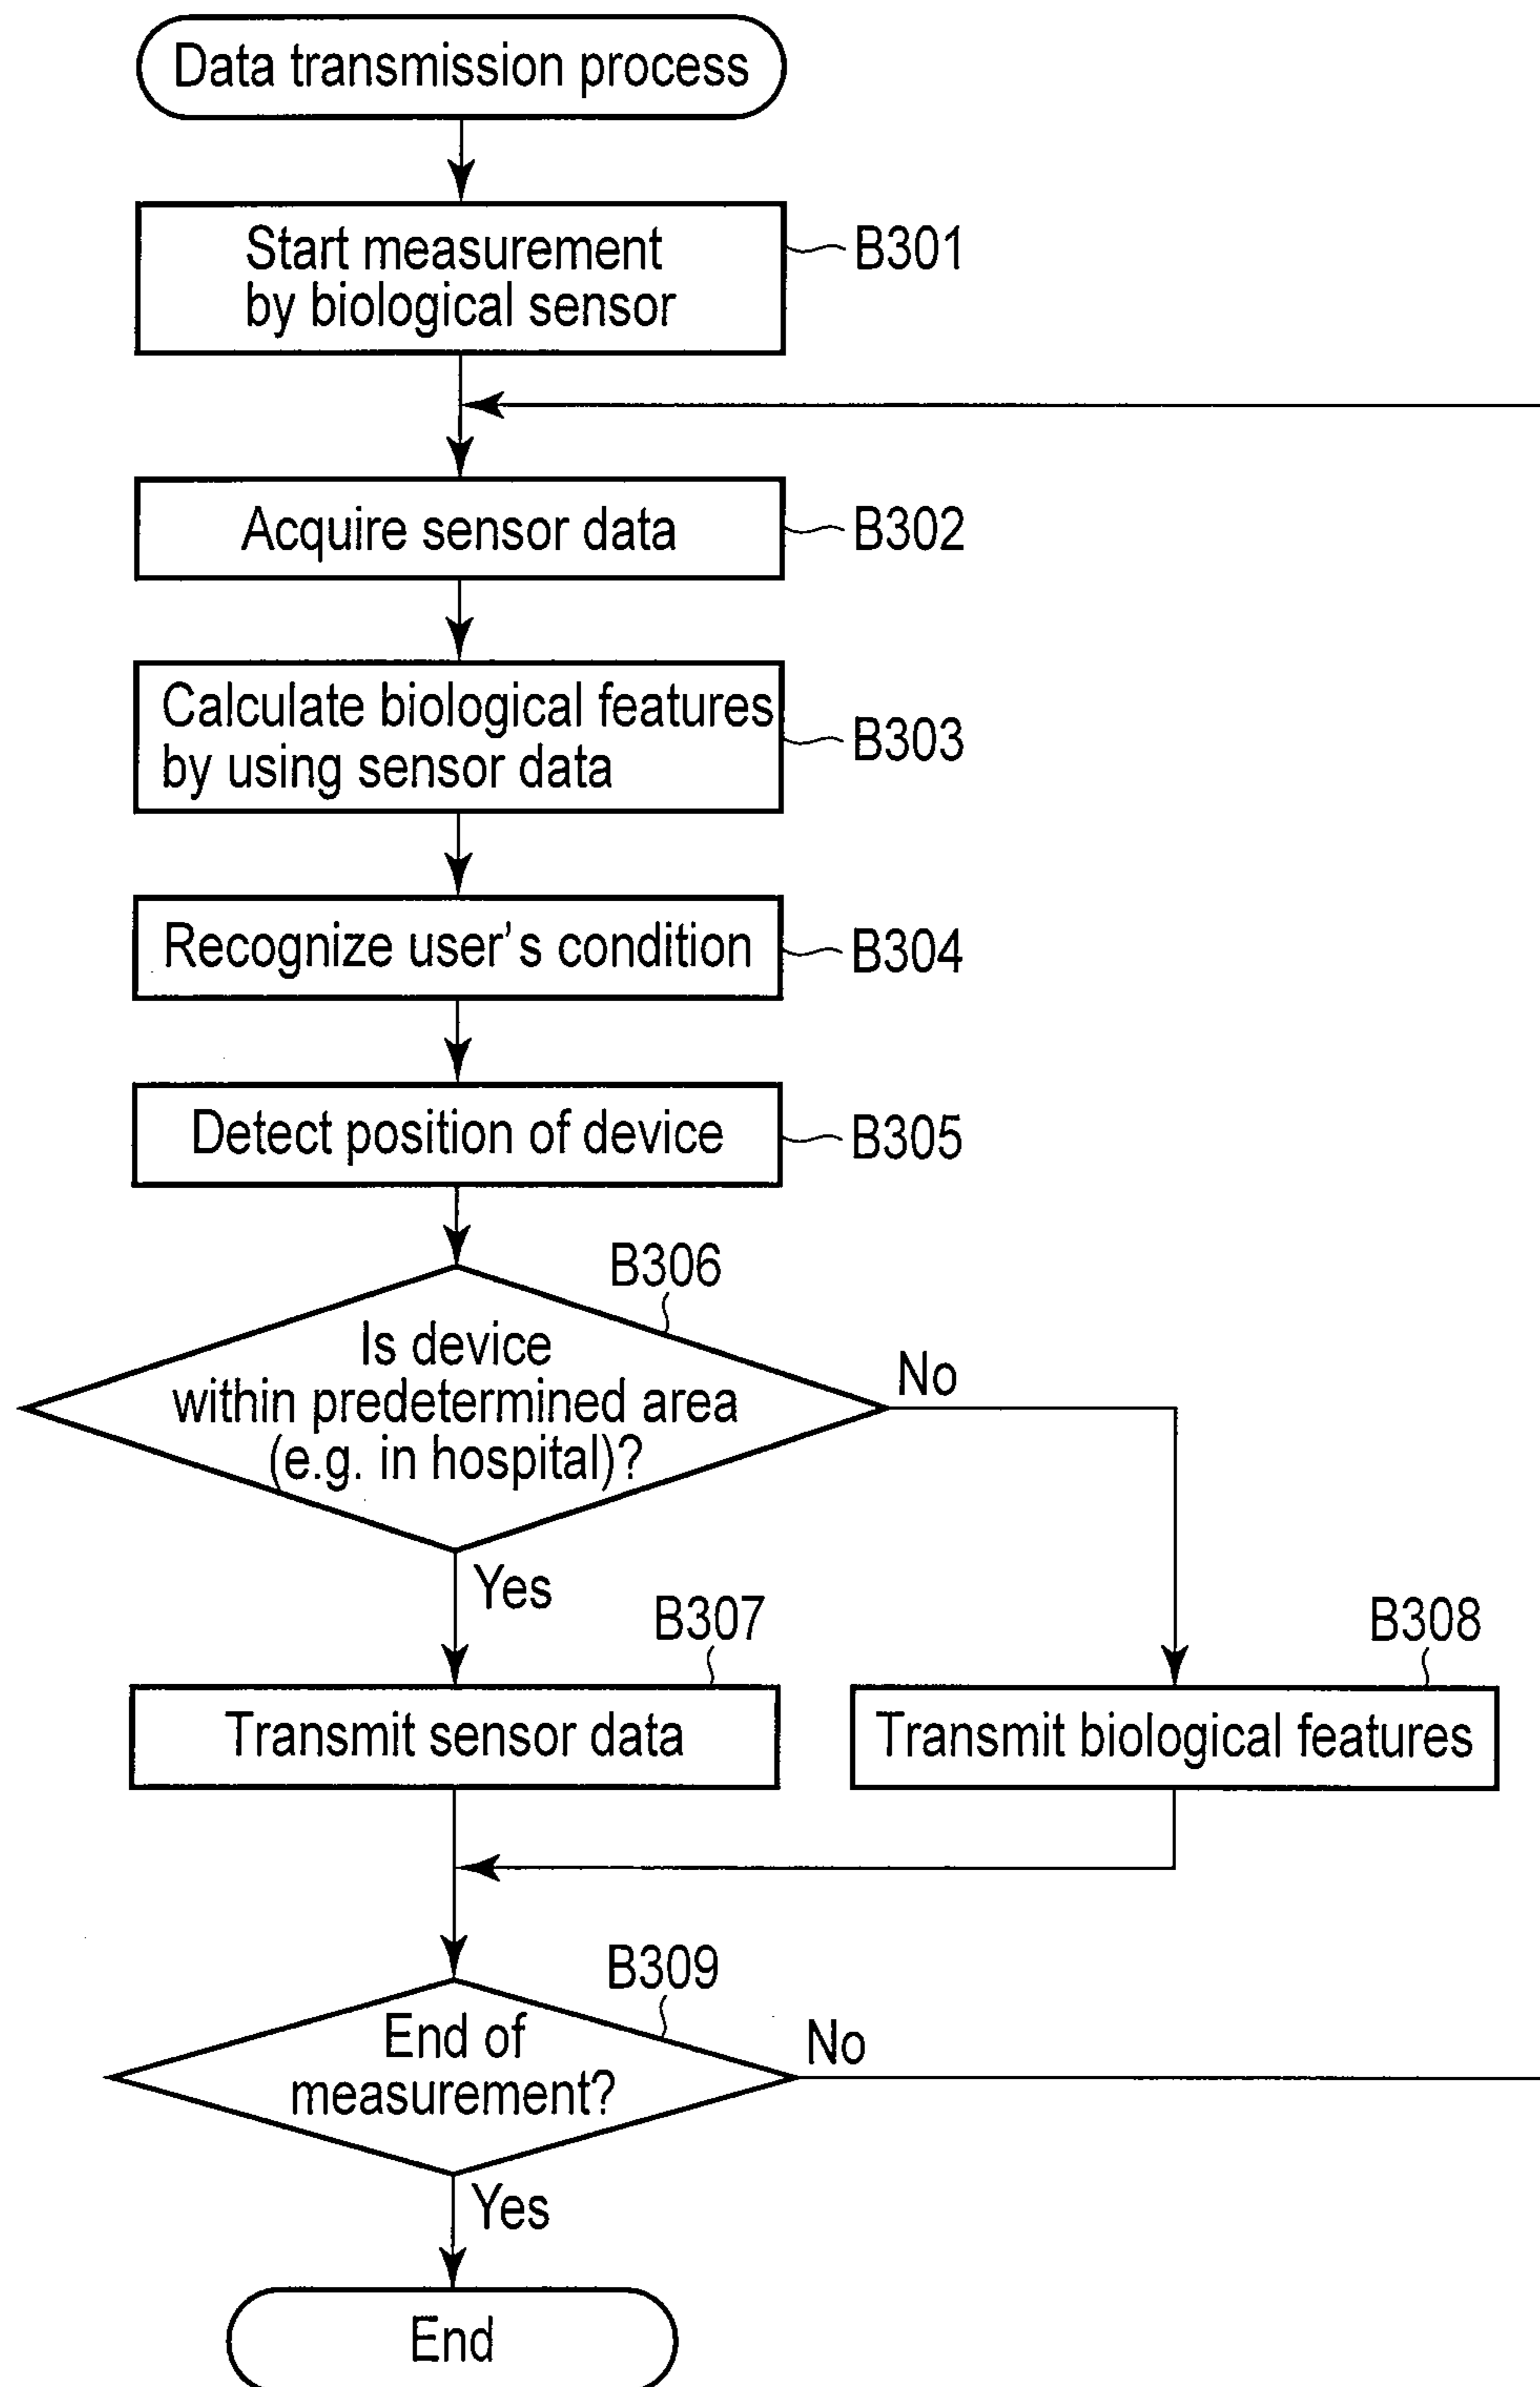 Data transmission process
Start measurement
by biological sensor
B301
Acquire sensor data
B302
Calculate biological features
by using sensor data
B303
Recognize user's condition
B304
Detect position of device
B305
B306
Is device
within predetermined area
(e.g. in hospital)?
No
Yes
B307
B308
Transmit sensor data
Transmit biological features
B309
End of
measurement?
No
Yes
End